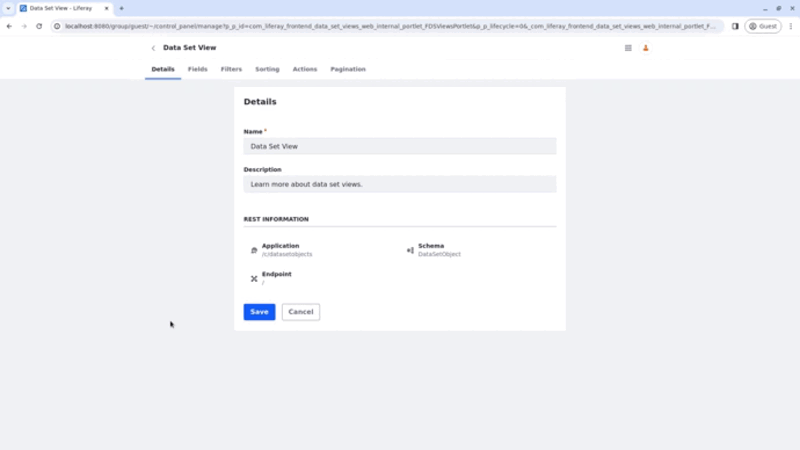 Data Set View - Liferay
localhost:8080/group/guest/~/control_panel/manage?p_p_id=com_liferay_frontend_data_set_views_web_internal_portlet_FDSViewsPortlet&p_p_lifecycle=0&_com_liferay_frontend_data_set_views_web_internal_portlet_F...
Guest
Data Set View
Details Fields Filters Sorting Actions Pagination
Details
Name *
Data Set View
Description
Learn more about data set views.
REST INFORMATION
Application
/c/datasetobjects
Schema
DataSetObject
Endpoint
/
Save Cancel